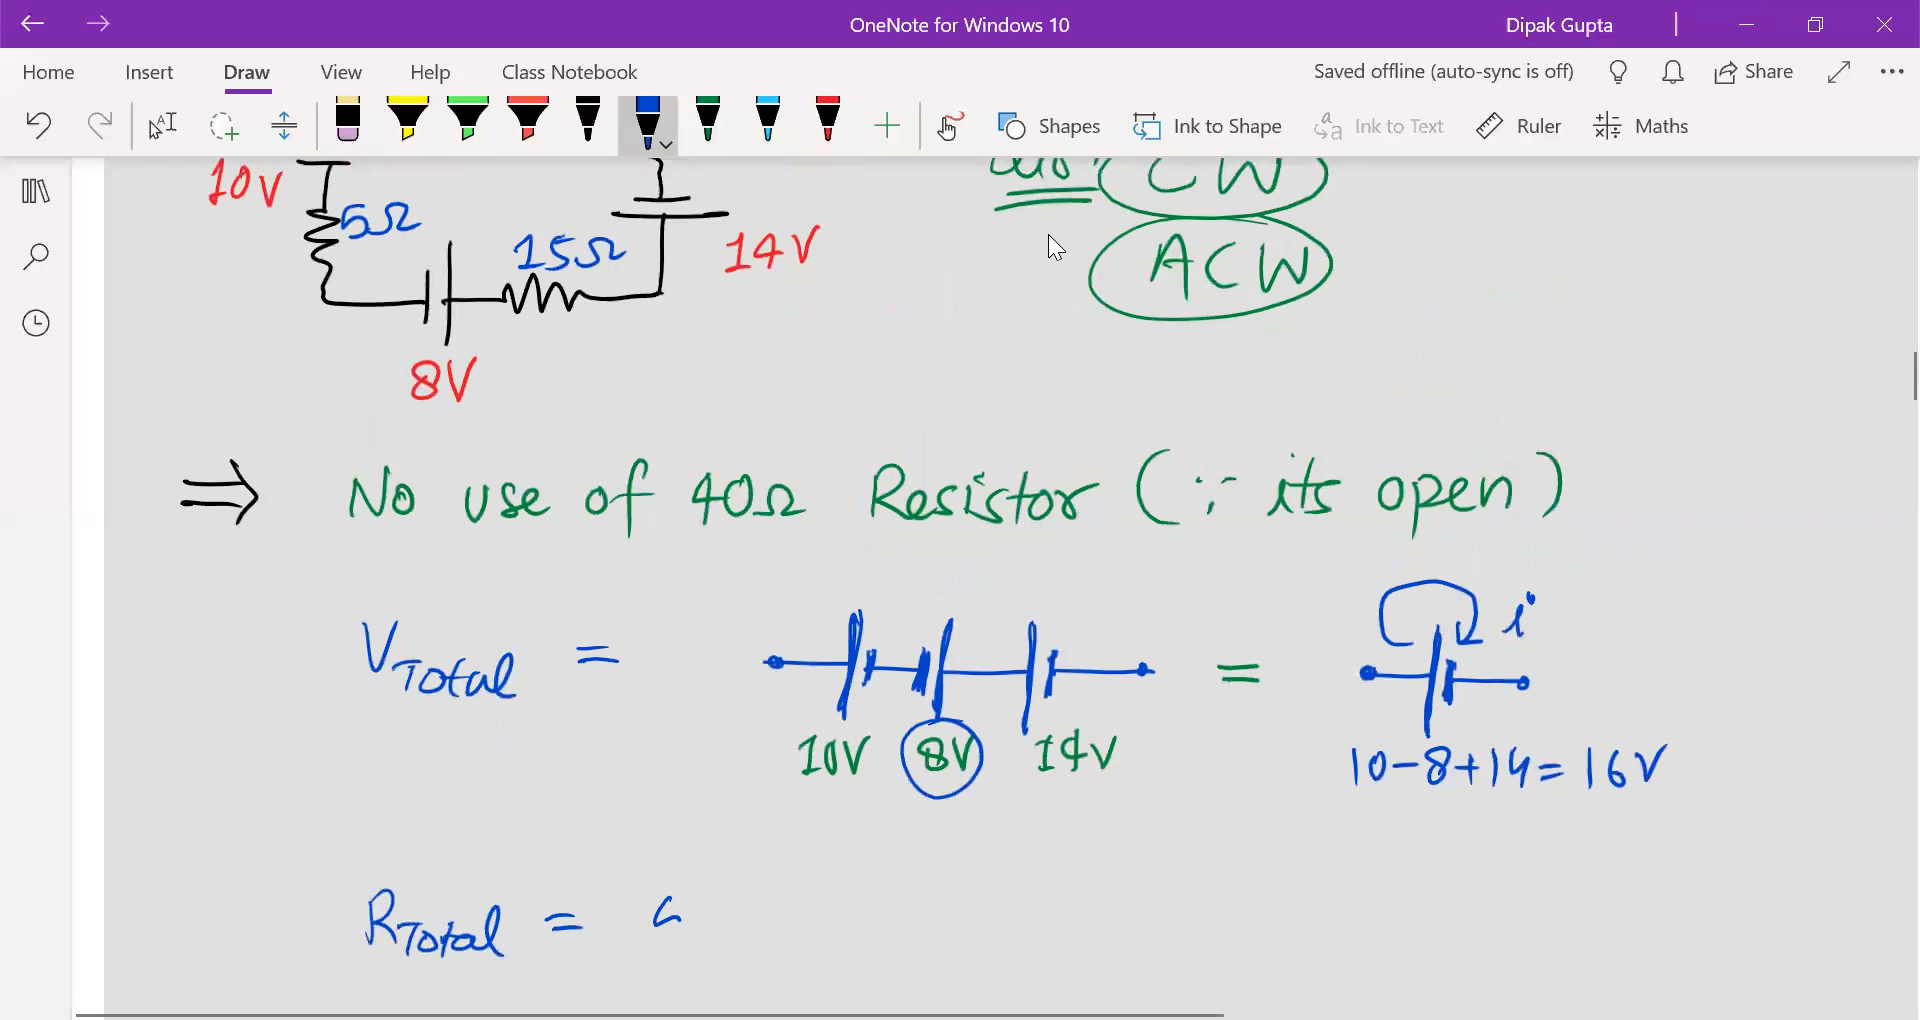 OneNote for Windows 10
Dipak Gupta
Home Insert Draw View Help Class Notebook
Saved offline (auto-sync is off) Share
Shapes Ink to Shape Ink to Text Ruler Maths
10V
5Ω
15Ω
14V
8V
CW
ACW
⇒ No use of 40Ω Resistor (∵ its open)
V Total = = i
10V 8V 14V 10-8+14=16V
R Total =